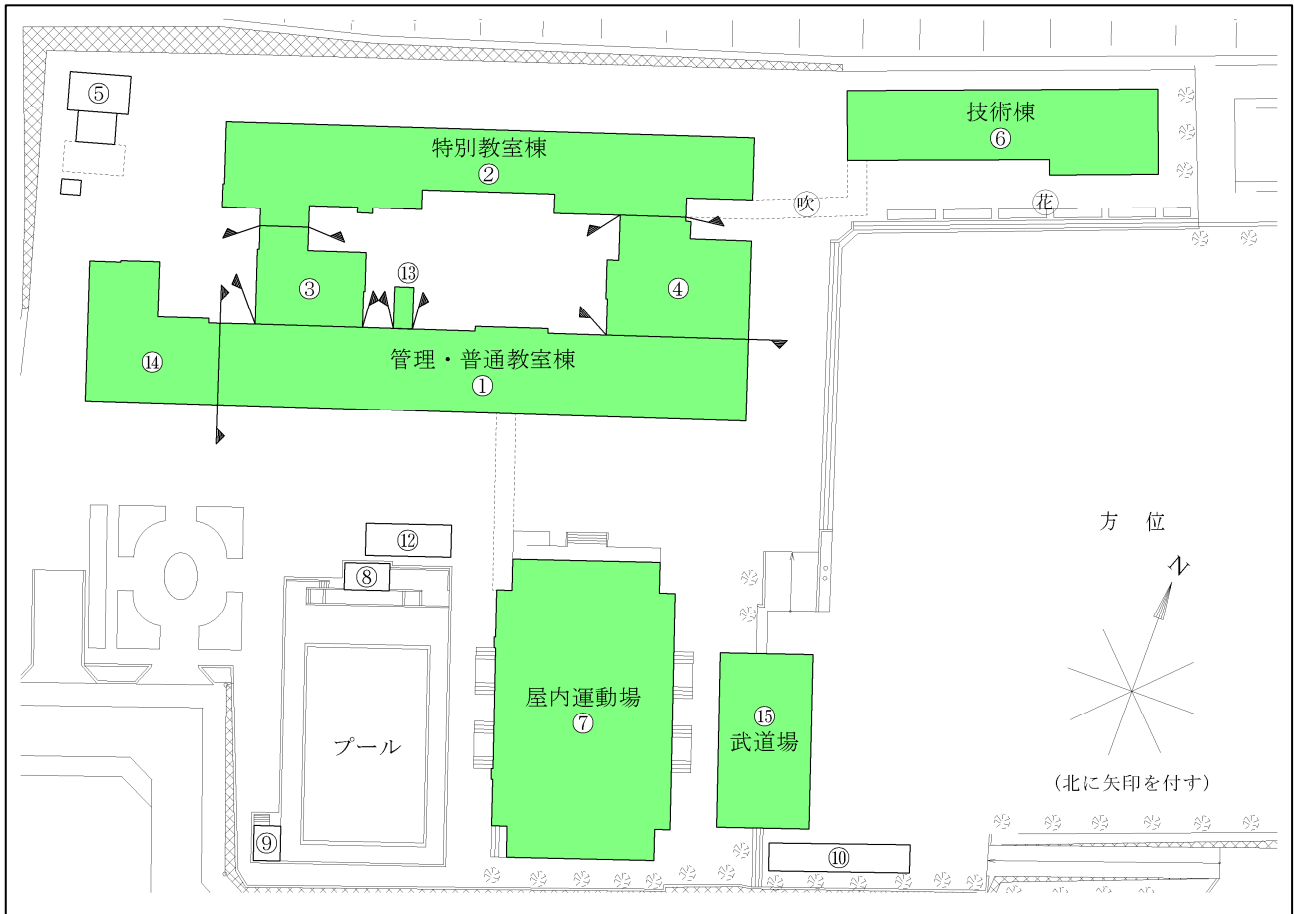 ⑤
技術棟
⑥
特別教室棟
②
吹
花
③
⑬
④
管理・普通教室棟
⑭
①
方 位
N
⑫
⑧
屋内運動場
⑦
⑮
武道場
プール
(北に矢印を付す)
⑨
⑩